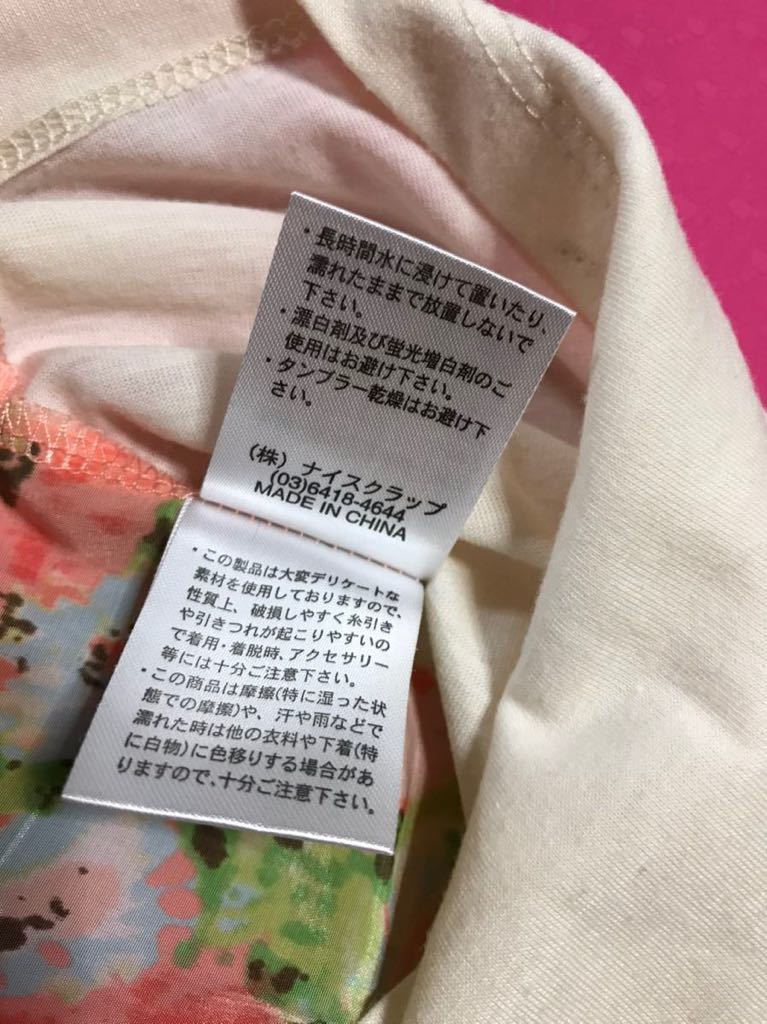 ・長時間水に浸けて置いたり、
濡れたままで放置しないで
下さい。
・漂白剤及び蛍光増白剤のご
使用はお避け下さい。
・タンブラー乾燥はお避け下
さい。
(株) ナイスクラップ
(03)6418-4644
MADE IN CHINA
・この製品は大変デリケートな
素材を使用しておりますので、
性質上、破損しやすく糸引き
や引きつれが起こりやすいの
で着用・着脱時、アクセサリー
等には十分ご注意下さい。
・この商品は摩擦(特に湿った状
態での摩擦)や、汗や雨などで
濡れた時は他の衣料や下着(特
に白物)に色移りする場合があ
りますので、十分ご注意下さい。